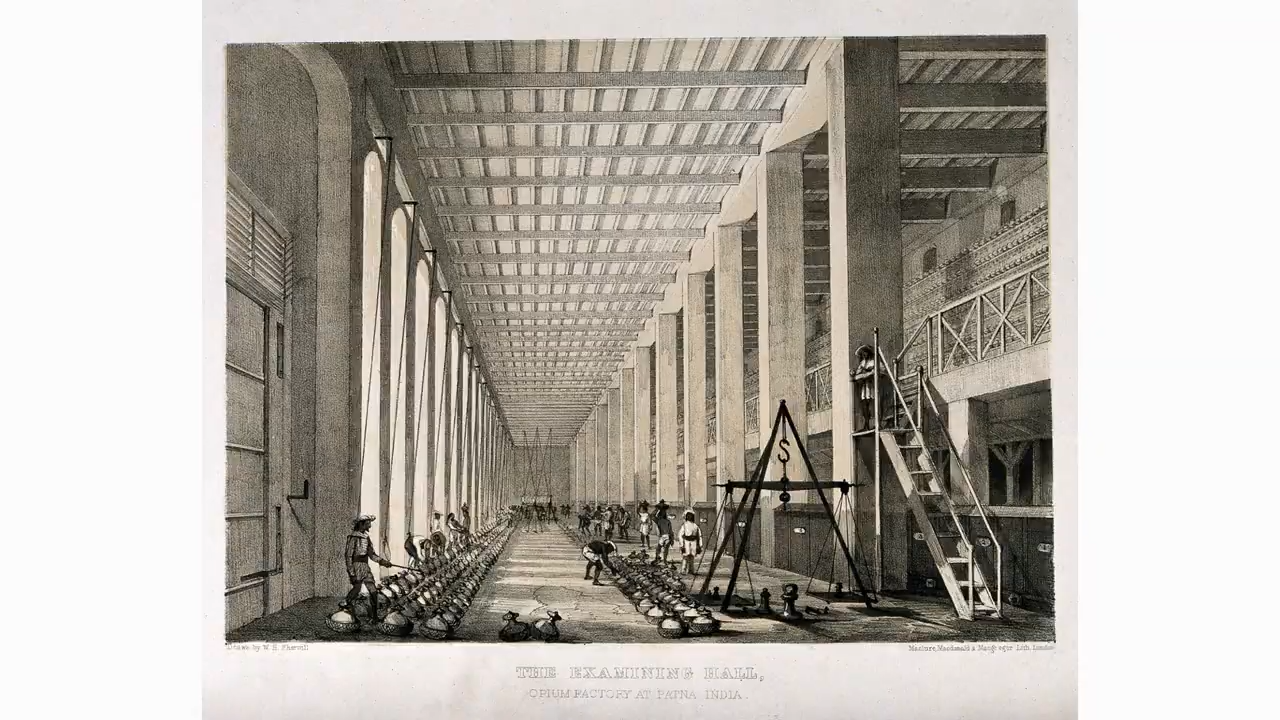 Drawn by W. S. Sherwill
Maclure, Macdonald & Macgregor Lith. London
THE EXAMINING HALL,
OPIUM FACTORY AT PATNA INDIA.